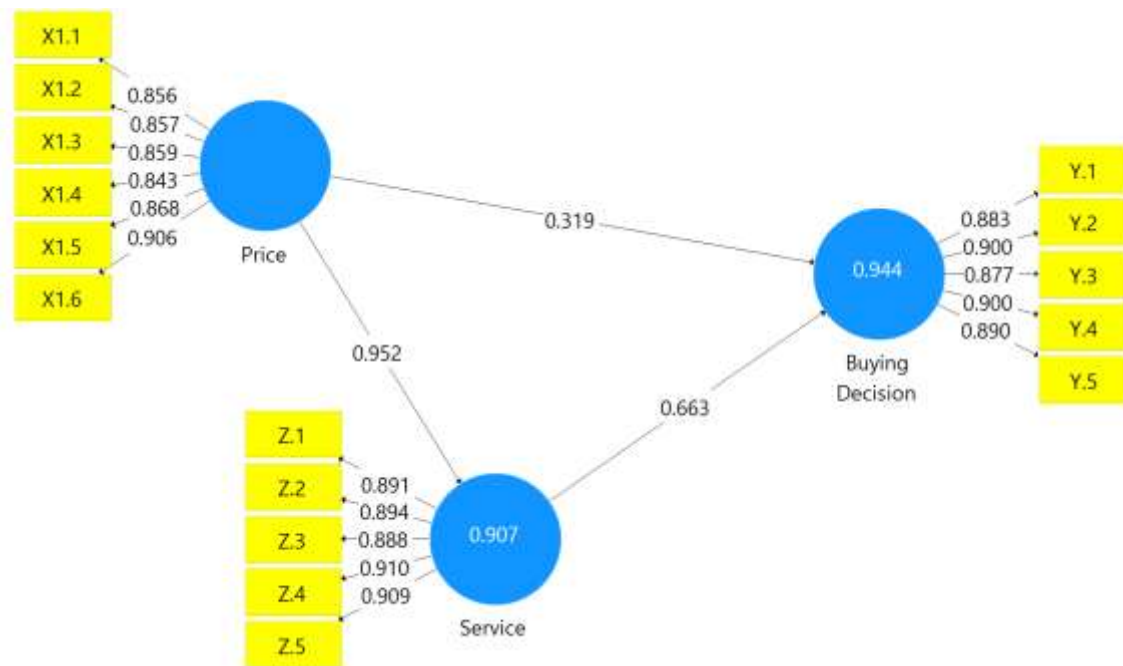 X1.1
X1.2
X1.3
X1.4
X1.5
X1.6
0.856
0.857
0.859
0.843
0.868
0.906
Price
0.319
0.952
0.663
0.944
Buying
Decision
0.883
0.900
0.877
0.900
0.890
Y.1
Y.2
Y.3
Y.4
Y.5
Z.1
Z.2
Z.3
Z.4
Z.5
0.891
0.894
0.888
0.910
0.909
0.907
Service